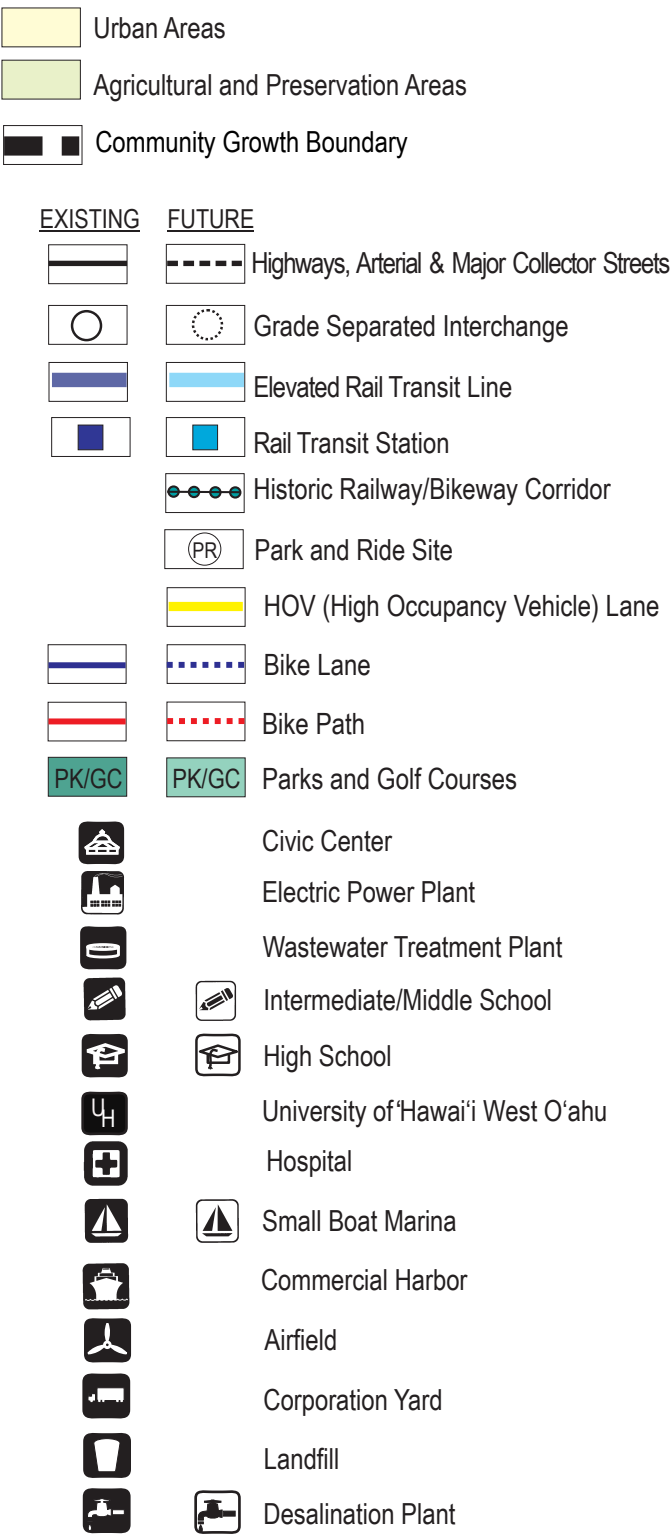 Urban Areas
Agricultural and Preservation Areas
Community Growth Boundary
EXISTING FUTURE
Highways, Arterial & Major Collector Streets
Grade Separated Interchange
Elevated Rail Transit Line
Rail Transit Station
Historic Railway/Bikeway Corridor
PR Park and Ride Site
HOV (High Occupancy Vehicle) Lane
Bike Lane
Bike Path
PK/GC PK/GC Parks and Golf Courses
Civic Center
Electric Power Plant
Wastewater Treatment Plant
Intermediate/Middle School
High School
UH University of ‘Hawai‘i West O‘ahu
Hospital
Small Boat Marina
Commercial Harbor
Airfield
Corporation Yard
Landfill
Desalination Plant